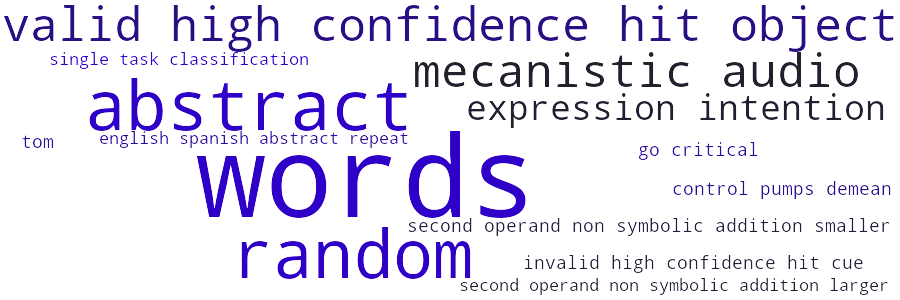 valid high confidence hit object
single task classification
mecanistic audio
abstract
expression intention
tom
english spanish abstract repeat
go critical
words
control pumps demean
second operand non symbolic addition smaller
random
invalid high confidence hit cue
second operand non symbolic addition larger